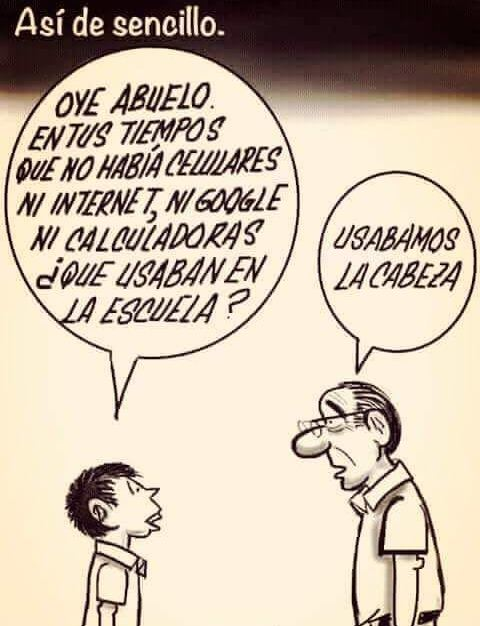 Así de sencillo.
OYE ABUELO.
EN TUS TIEMPOS
QUE NO HABÍA CELULARES
NI INTERNET, NI GOOGLE
NI CALCULADORAS
¿QUE USABAN EN
LA ESCUELA?
USABAMOS
LA CABEZA